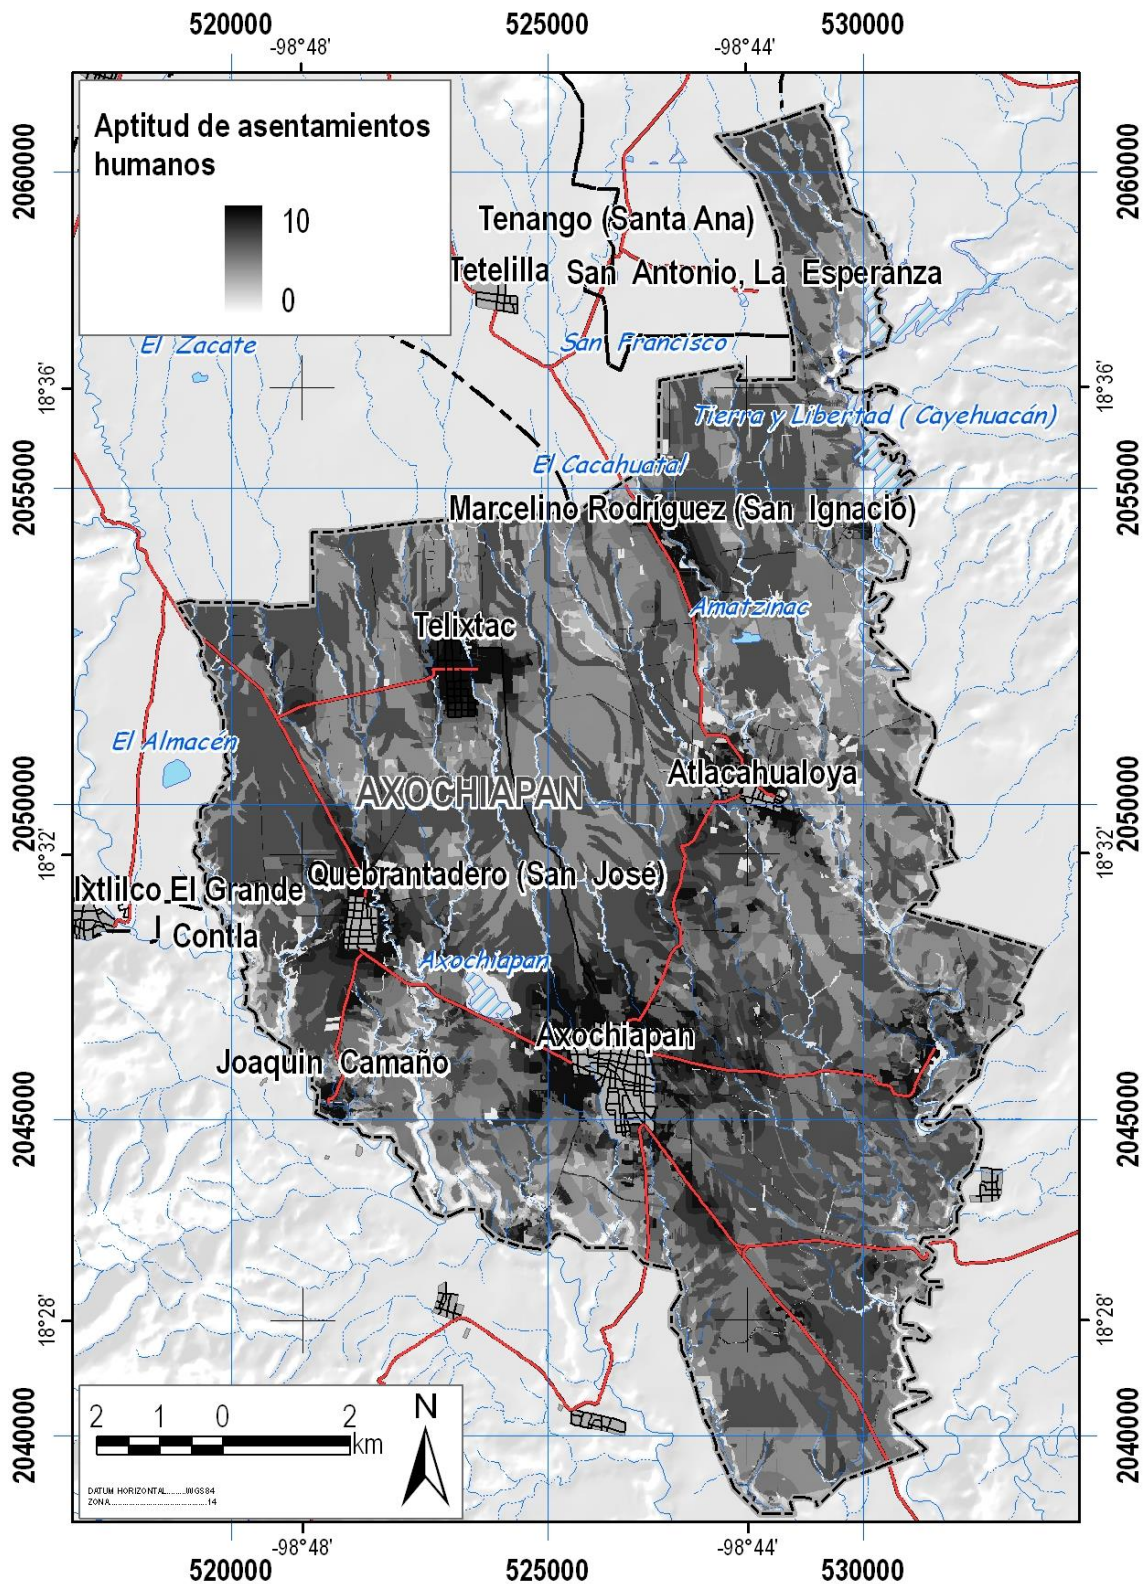 520000
525000
530000
-98°48'
-98°44'
Aptitud de asentamientos
humanos
10
0
2060000
2060000
Tenango (Santa Ana)
Tetelilla
San Antonio, La Esperanza
El Zacate
San Francisco
18°36'
18°36'
Tierra y Libertad ( Cayehuacán)
El Cacahuatal
2055000
2055000
Marcelino Rodríguez (San Ignacio)
Amatzinac
Telixtac
El Almacén
Atlacahualoya
AXOCHIAPAN
2050000
2050000
18°32'
18°32'
Quebrantadero (San José)
Ixtlilco El Grande
Contla
Axochiapan
Axochiapan
Joaquin Camaño
2045000
2045000
18°28'
18°28'
2
1
0
2
km
N
DATUM HORIZONTAL.........WGS84
ZONA...................................14
2040000
2040000
-98°48'
-98°44'
520000
525000
530000